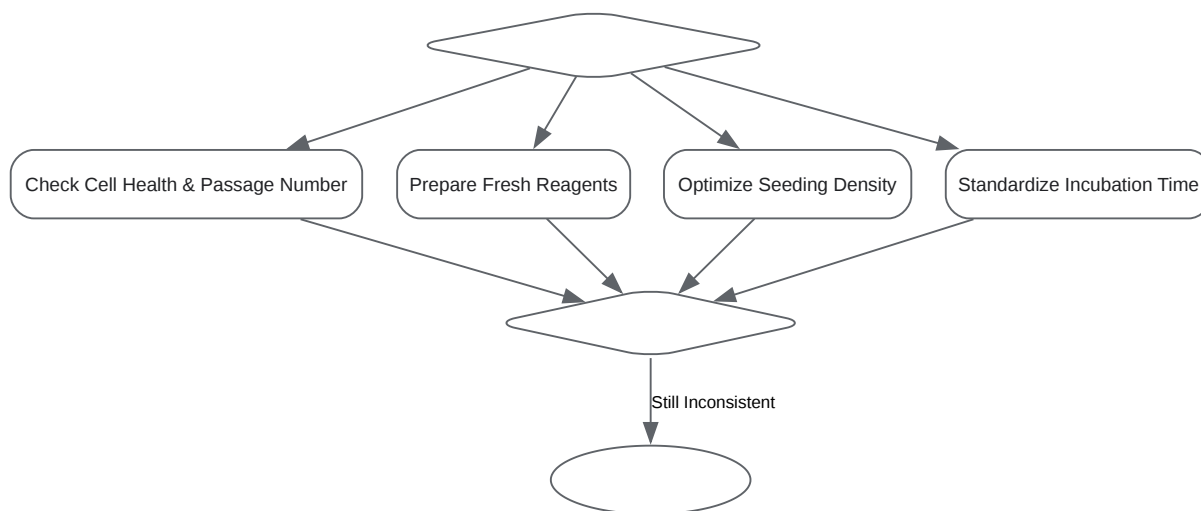 Check Cell Health & Passage Number
Prepare Fresh Reagents
Optimize Seeding Density
Standardize Incubation Time
Still Inconsistent